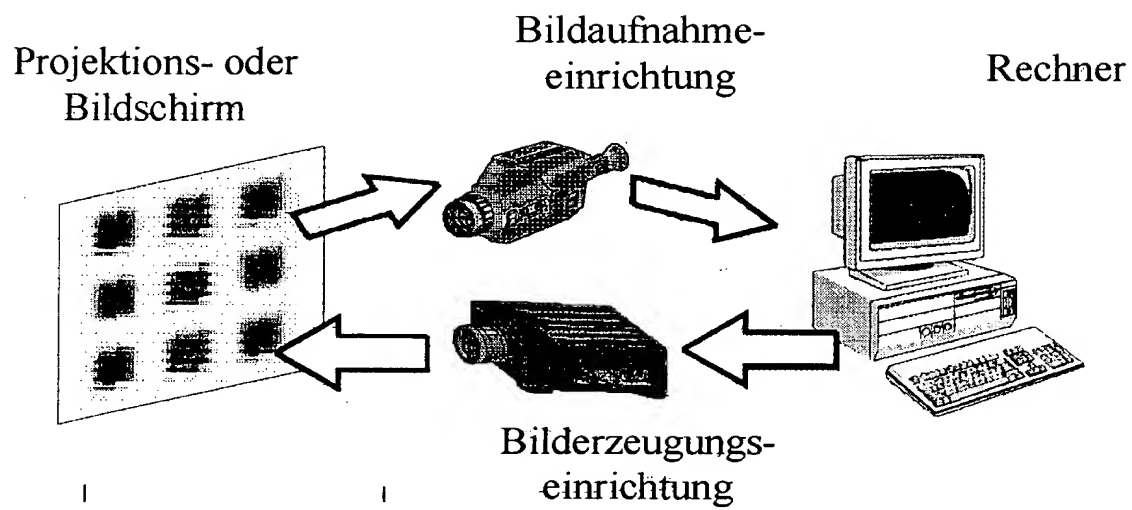 Projektions- oder
Bildschirm
Bildaufnahme-
einrichtung
Rechner
Bilderzeugungs-
einrichtung